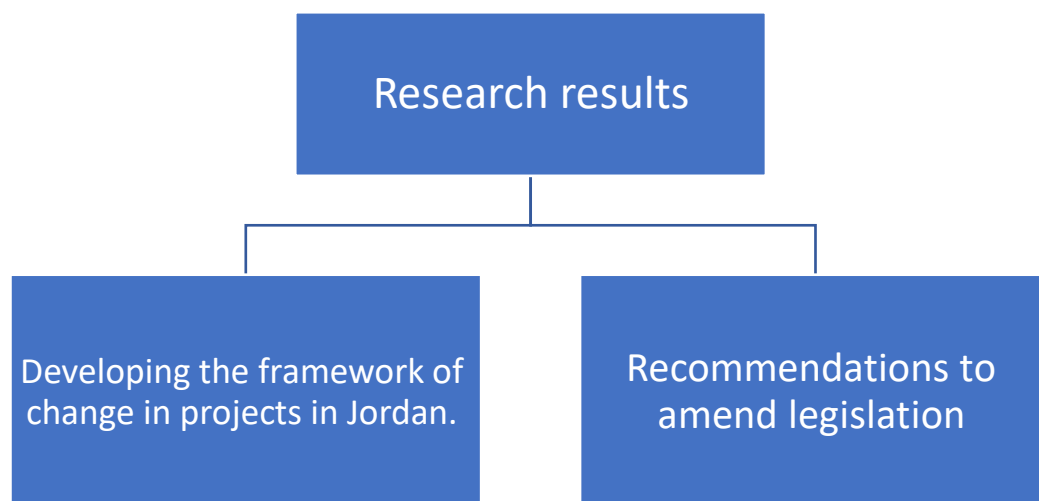 Research results
Developing the framework of
change in projects in Jordan.
Recommendations to
amend legislation